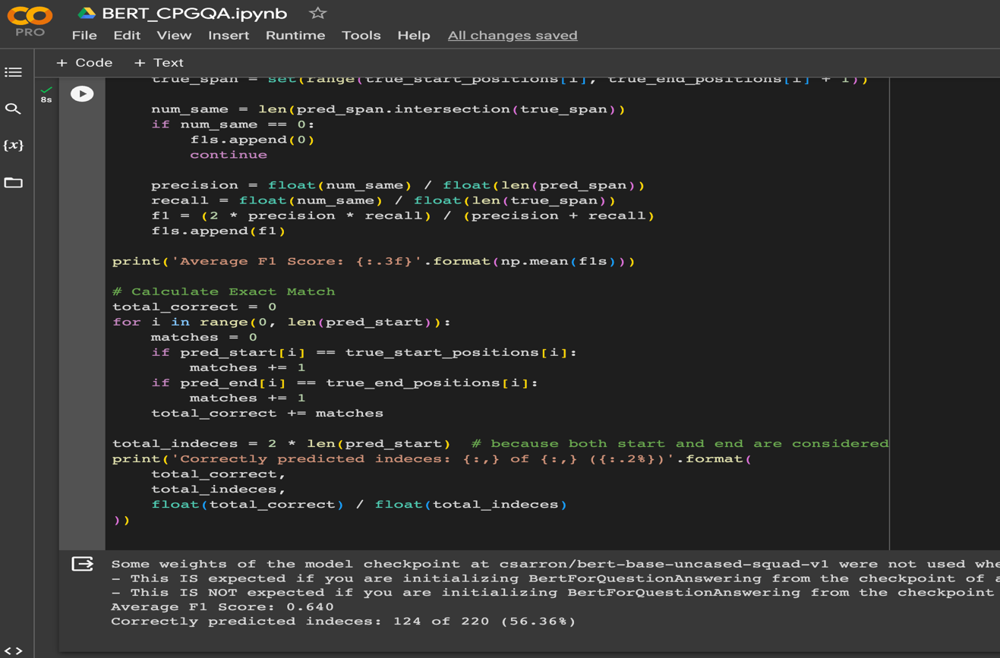 BERT_CPGQA.ipynb
PRO
File Edit View Insert Runtime Tools Help All changes saved
+ Code + Text
true_span = set(range(true_start_positions[i], true_end_positions[i] + 1))
8s
num_same = len(pred_span.intersection(true_span))
if num_same == 0:
f1s.append(0)
continue
precision = float(num_same) / float(len(pred_span))
recall = float(num_same) / float(len(true_span))
f1 = (2 * precision * recall) / (precision + recall)
f1s.append(f1)
print('Average F1 Score: {:.3f}'.format(np.mean(f1s)))
# Calculate Exact Match
total_correct = 0
for i in range(0, len(pred_start)):
matches = 0
if pred_start[i] == true_start_positions[i]:
matches += 1
if pred_end[i] == true_end_positions[i]:
matches += 1
total_correct += matches
total_indeces = 2 * len(pred_start)  # because both start and end are considered
print('Correctly predicted indeces: {:,} of {:,} ({:.2%})'.format(
total_correct,
total_indeces,
float(total_correct) / float(total_indeces)
))
Some weights of the model checkpoint at csarron/bert-base-uncased-squad-v1 were not used whe
- This IS expected if you are initializing BertForQuestionAnswering from the checkpoint of a
- This IS NOT expected if you are initializing BertForQuestionAnswering from the checkpoint
Average F1 Score: 0.640
Correctly predicted indeces: 124 of 220 (56.36%)